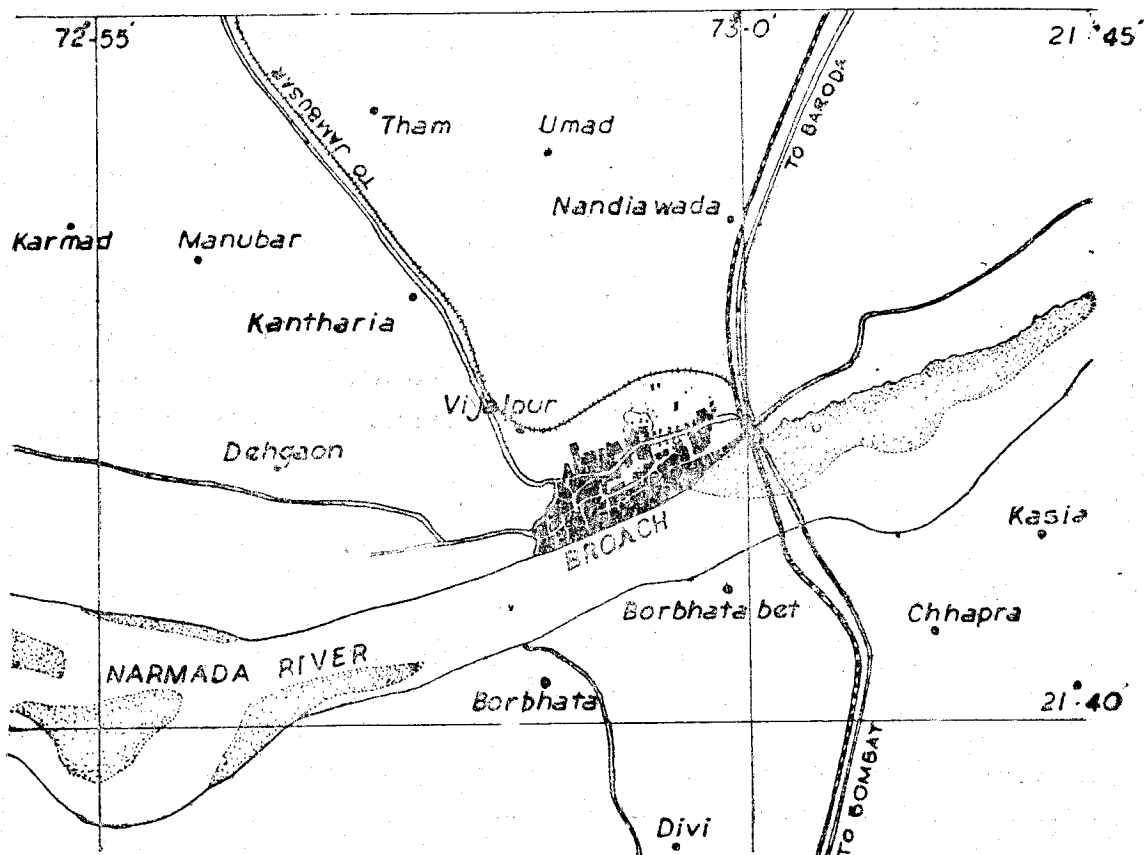 72°55'
73°0'
21°45'
TO JAMBUSAR
TO BARODA
Tham
Umad
Nandiawada
Karmad
Manubar
Kantharia
Vijalpur
Dehgaon
BROACH
Kasia
Borbhata bet
Chhapra
NARMADA RIVER
Borbhata
21°40'
TO BOMBAY
Divi